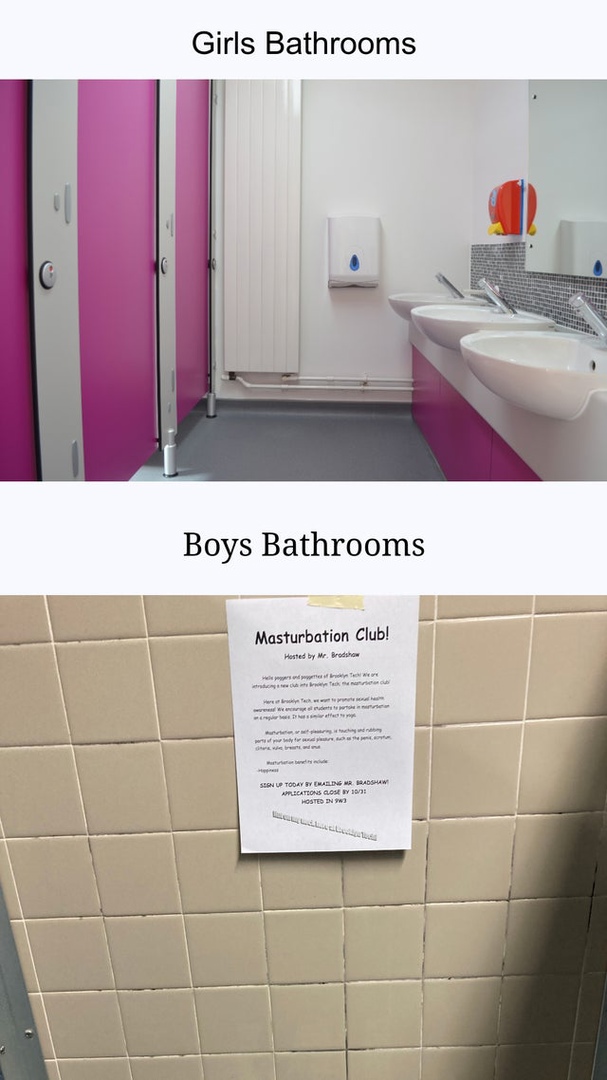 Girls Bathrooms
Boys Bathrooms
Masturbation Club!
Hosted by Mr. Bradshaw
Hello poggers and poggettes of Brooklyn Tech! We are
introducing a new club into Brooklyn Tech; the masturbation club!
Here at Brooklyn Tech, we want to promote sexual health
awareness! We encourage all students to partake in masturbation
on a regular basis. It has a similar effect to yoga.
Masturbation, or self-pleasuring, is touching and rubbing
parts of your body for sexual pleasure, such as the penis, scrotum,
clitoris, vulva, breasts, and anus.
Masturbation benefits include:
-Happiness
SIGN UP TODAY BY EMAILING MR. BRADSHAW!
APPLICATIONS CLOSE BY 10/31
HOSTED IN 9W3